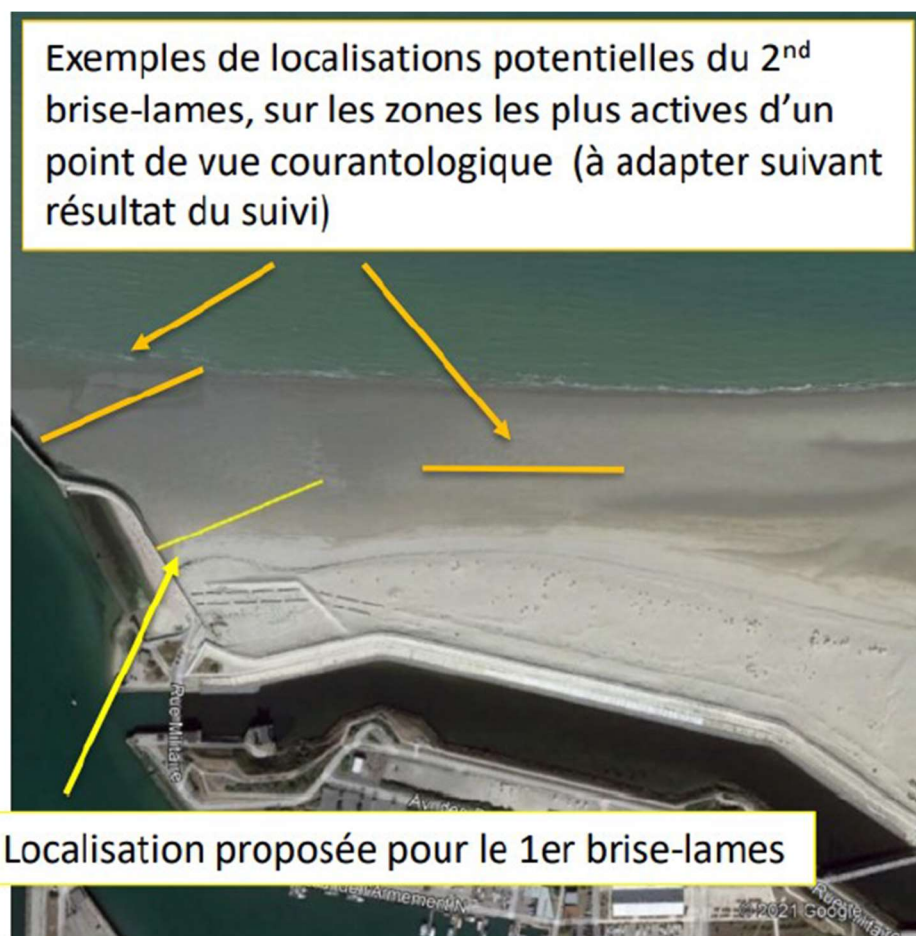 Exemples de localisations potentielles du 2nd
brise-lames, sur les zones les plus actives d’un
point de vue courantologique (à adapter suivant
résultat du suivi)
Rue Militaire
Localisation proposée pour le 1er brise-lames
© 2021 Google